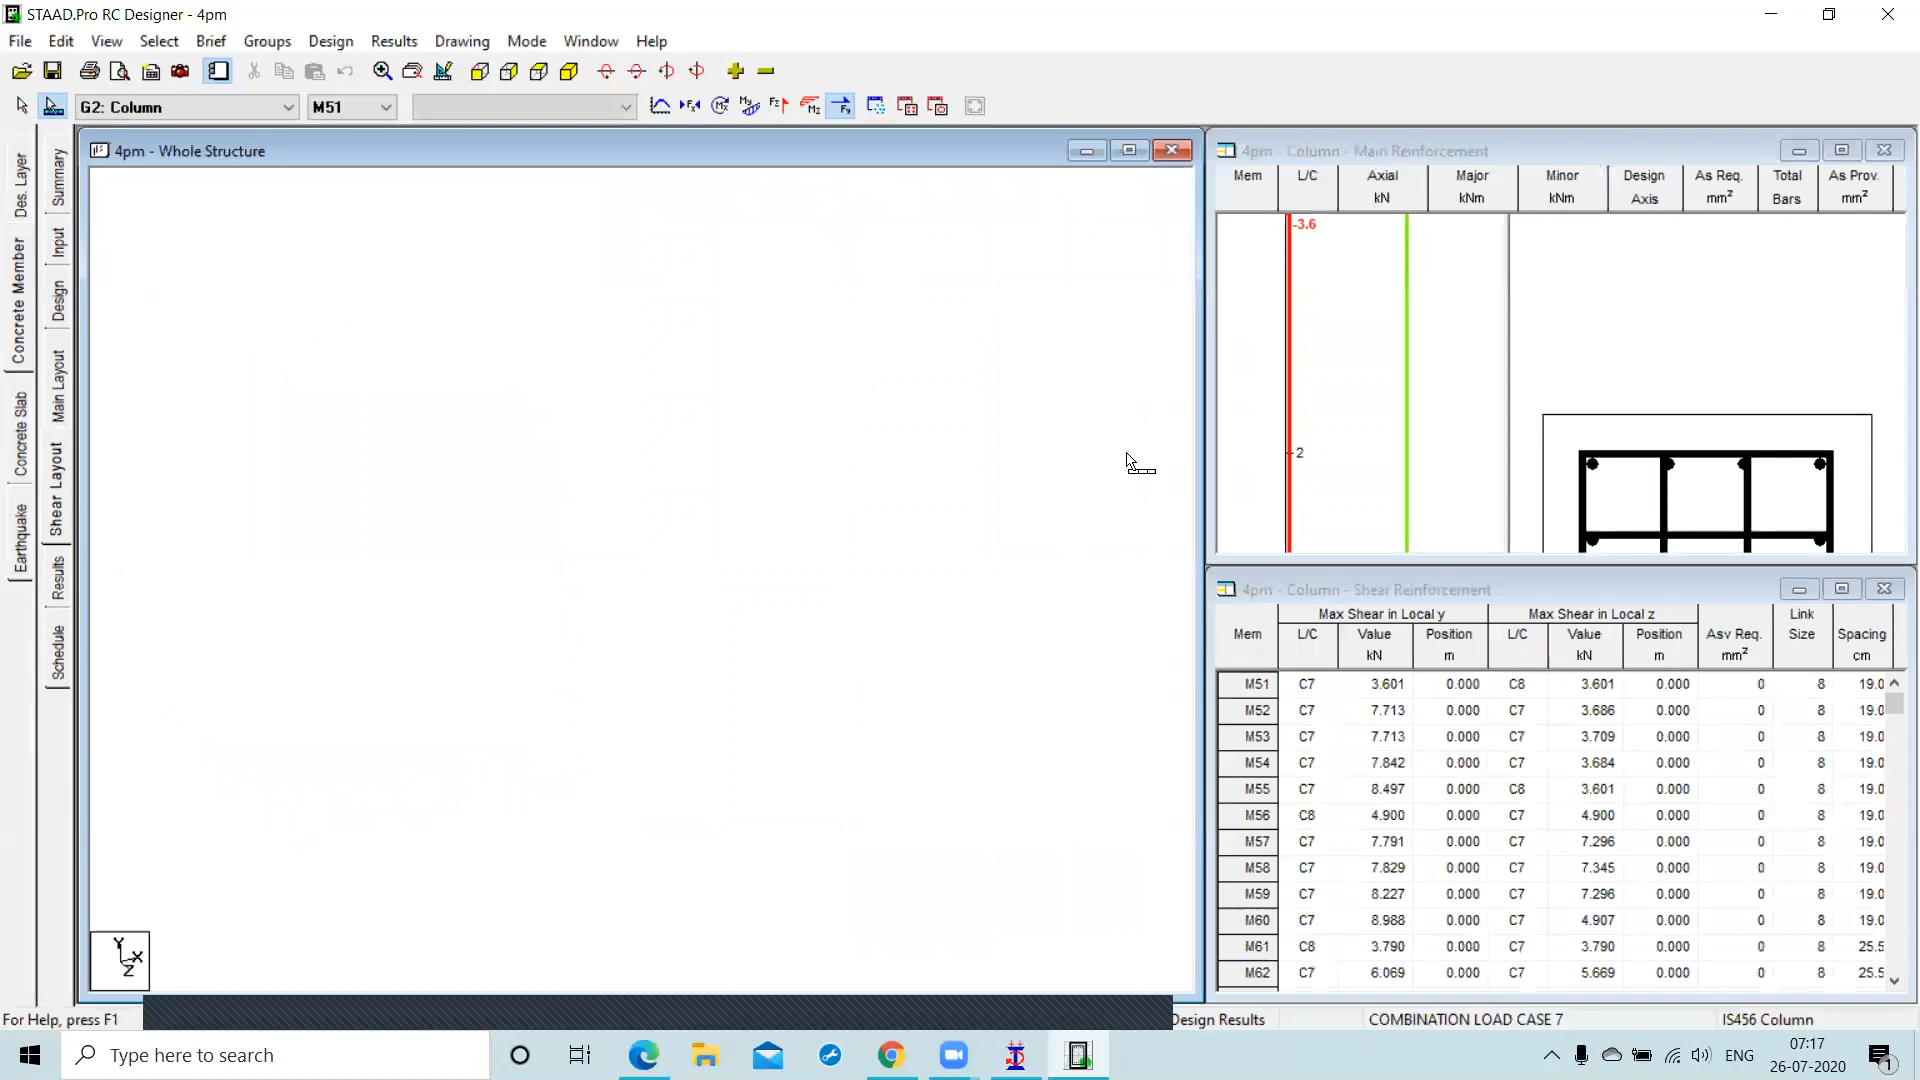 STAAD.Pro RC Designer - 4pm
File Edit View Select Brief Groups Design Results Drawing Mode Window Help
G2: Column M51
4pm - Whole Structure
Des. Layer
Concrete Member
Concrete Slab
Earthquake
Summary
Input
Design
Main Layout
Shear Layout
Results
Schedule
Y
X
Z
4pm - Column - Main Reinforcement
Mem L/C Axial Major Minor Design As Req. Total As Prov.
kN kNm kNm Axis mm² Bars mm²
-3.6
2
4pm - Column - Shear Reinforcement
Max Shear in Local y Max Shear in Local z Link
Mem L/C Value Position L/C Value Position Asv Req. Size Spacing
kN m kN m mm² cm
M51 C7 3.601 0.000 C8 3.601 0.000 0 8 19.0
M52 C7 7.713 0.000 C7 3.686 0.000 0 8 19.0
M53 C7 7.713 0.000 C7 3.709 0.000 0 8 19.0
M54 C7 7.842 0.000 C7 3.684 0.000 0 8 19.0
M55 C7 8.497 0.000 C8 3.601 0.000 0 8 19.0
M56 C8 4.900 0.000 C7 4.900 0.000 0 8 19.0
M57 C7 7.791 0.000 C7 7.296 0.000 0 8 19.0
M58 C7 7.829 0.000 C7 7.345 0.000 0 8 19.0
M59 C7 8.227 0.000 C7 7.296 0.000 0 8 19.0
M60 C7 8.988 0.000 C7 4.907 0.000 0 8 19.0
M61 C8 3.790 0.000 C7 3.790 0.000 0 8 25.5
M62 C7 6.069 0.000 C7 5.669 0.000 0 8 25.5
For Help, press F1 Design Results COMBINATION LOAD CASE 7 IS456 Column
Type here to search
ENG
07:17
26-07-2020
1